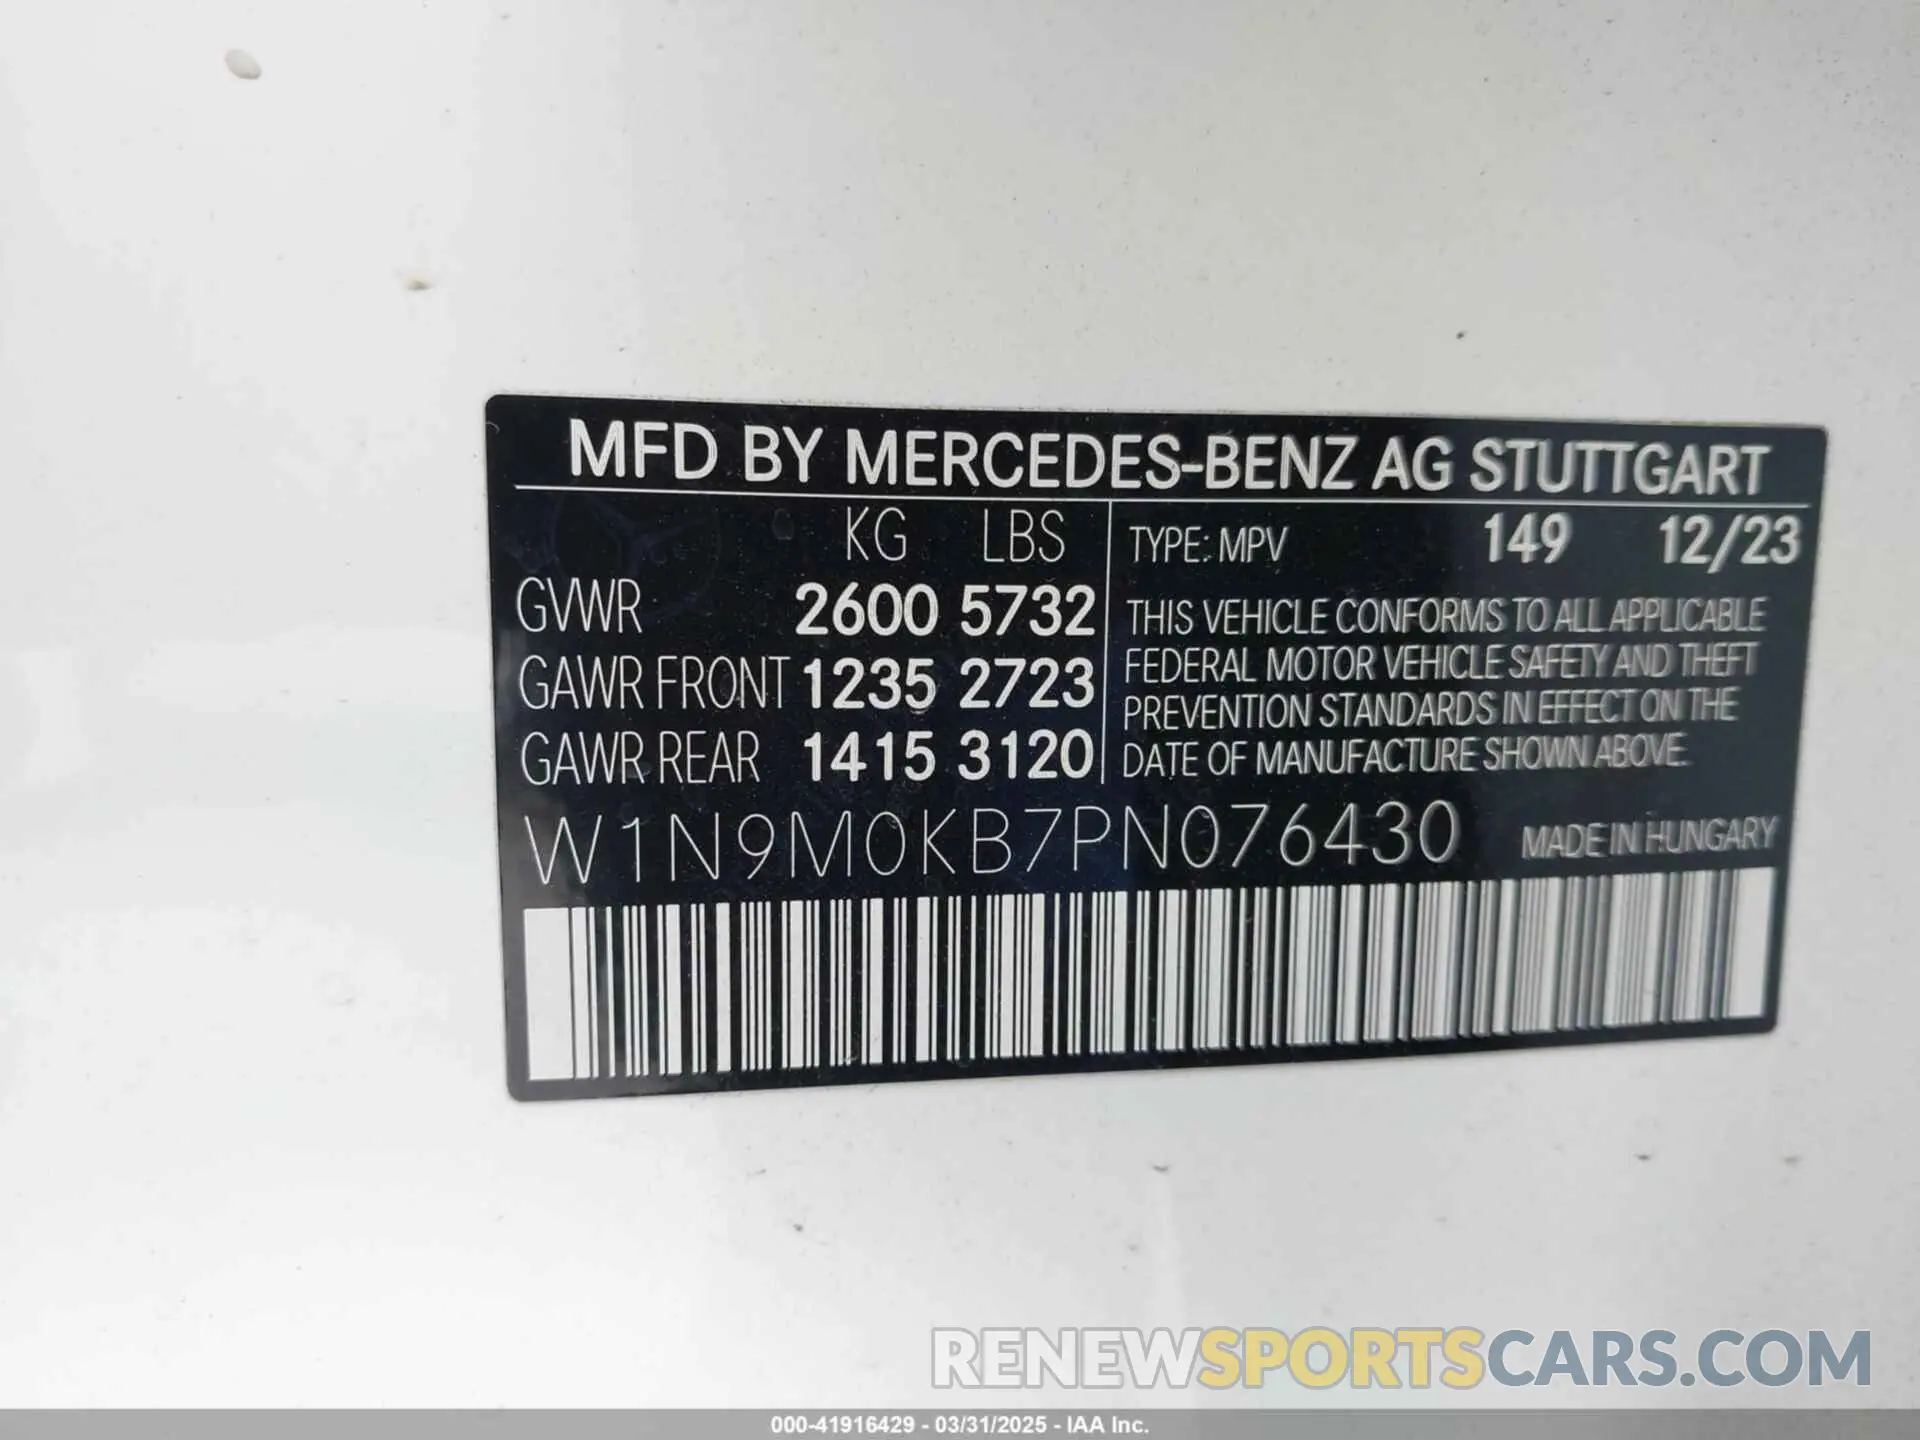 MFD BY MERCEDES-BENZ AG STUTTGART
KG LBS
GVWR 2600 5732
GAWR FRONT 1235 2723
GAWR REAR 1415 3120
TYPE: MPV 149 12/23
THIS VEHICLE CONFORMS TO ALL APPLICABLE
FEDERAL MOTOR VEHICLE SAFETY AND THEFT
PREVENTION STANDARDS IN EFFECT ON THE
DATE OF MANUFACTURE SHOWN ABOVE.
W1N9M0KB7PN076430 MADE IN HUNGARY
RENEWSPORTSCARS.COM
000-41916429 - 03/31/2025 - IAA Inc.